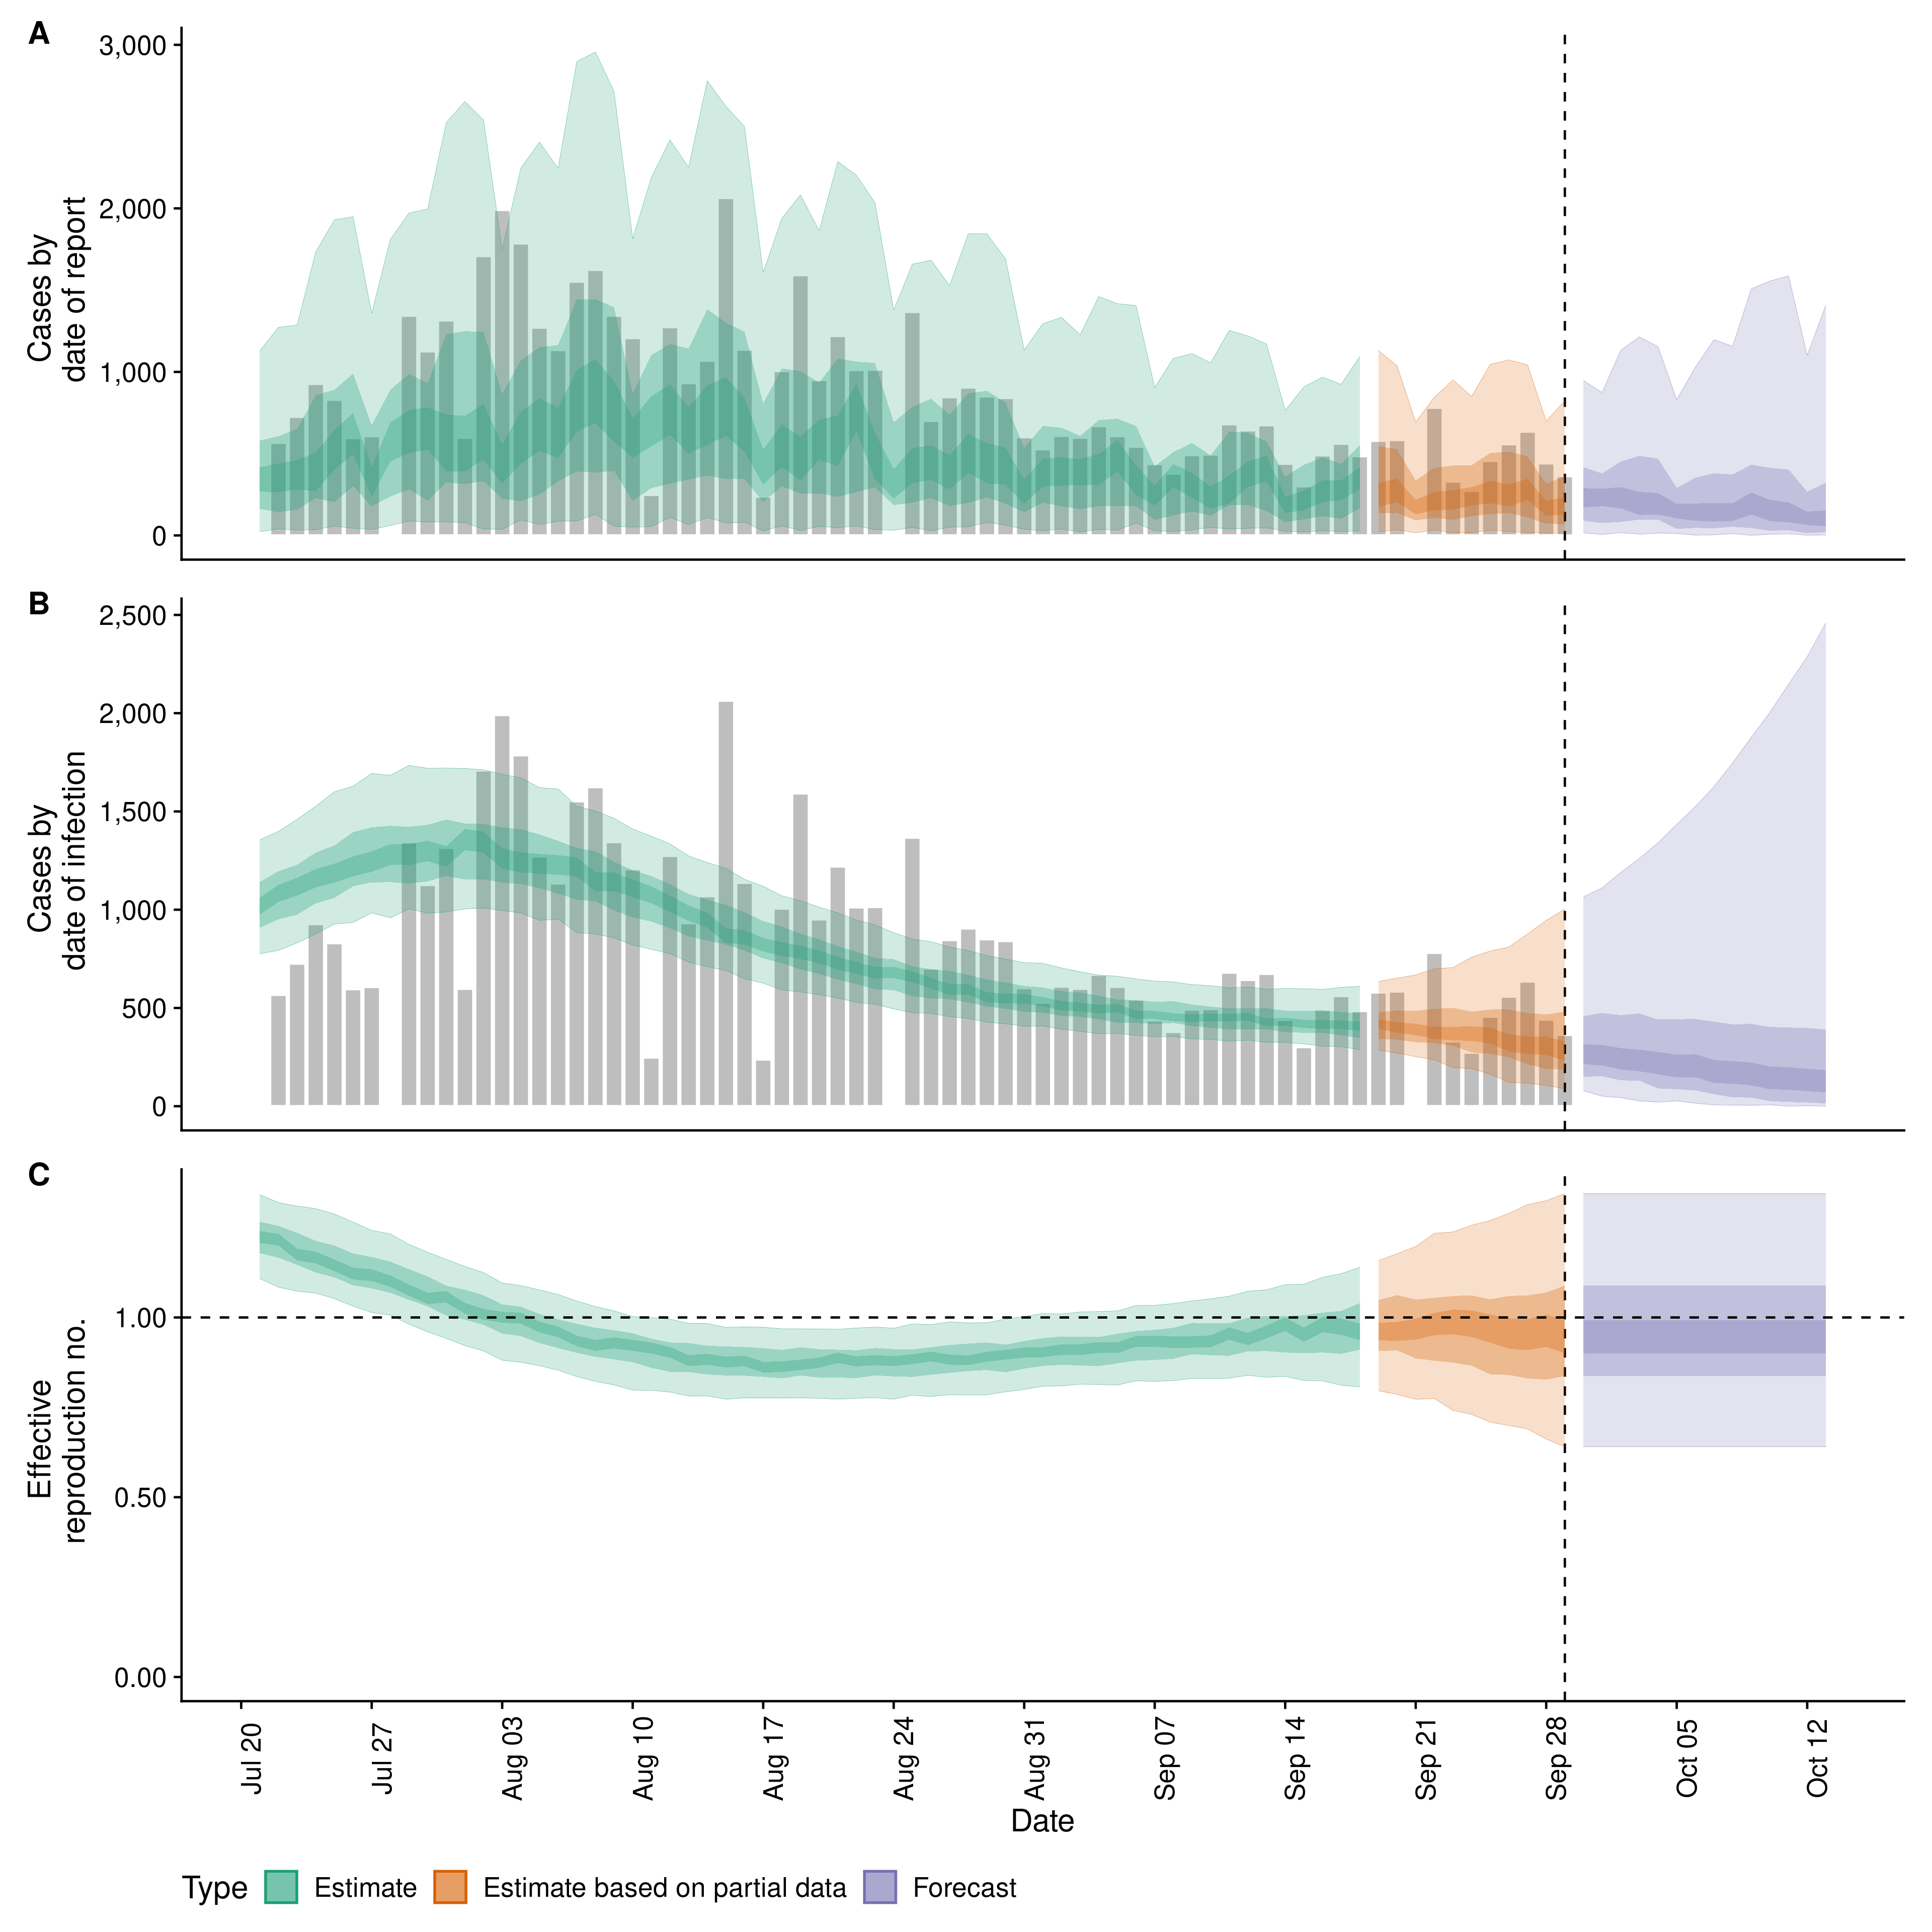 A
Cases by
date of report
3,000
2,000
1,000
0
B
Cases by
date of infection
2,500
2,000
1,500
1,000
500
0
C
Effective
reproduction no.
1.00
0.50
0.00
Jul 20
Jul 27
Aug 03
Aug 10
Aug 17
Aug 24
Aug 31
Sep 07
Sep 14
Sep 21
Sep 28
Oct 05
Oct 12
Date
Type Estimate Estimate based on partial data Forecast